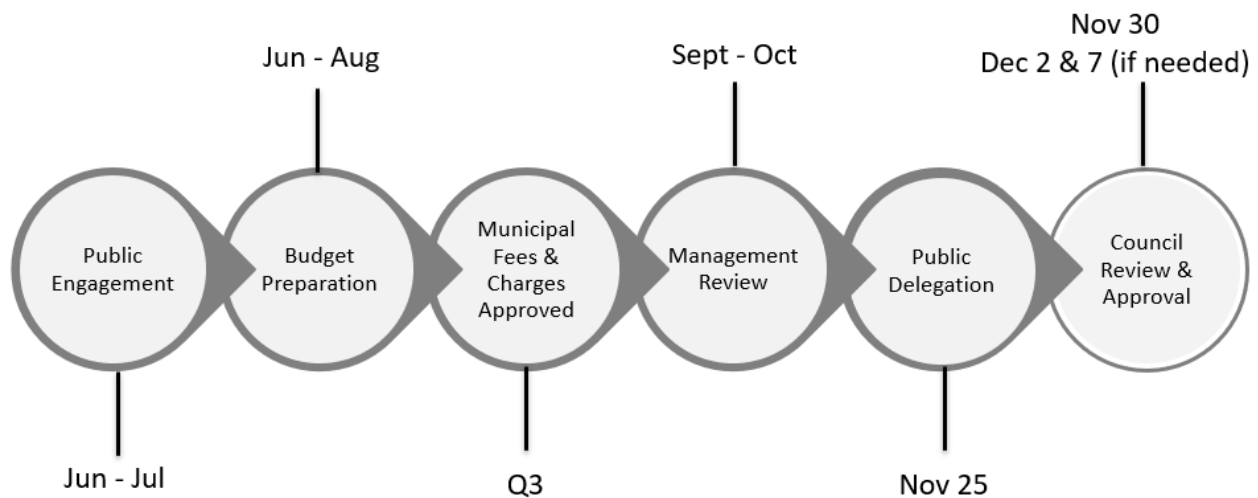 Nov 30
Dec 2 & 7 (if needed)
Jun - Aug
Sept - Oct
Public
Engagement
Budget
Preparation
Municipal
Fees &
Charges
Approved
Management
Review
Public
Delegation
Council
Review &
Approval
Jun - Jul
Q3
Nov 25